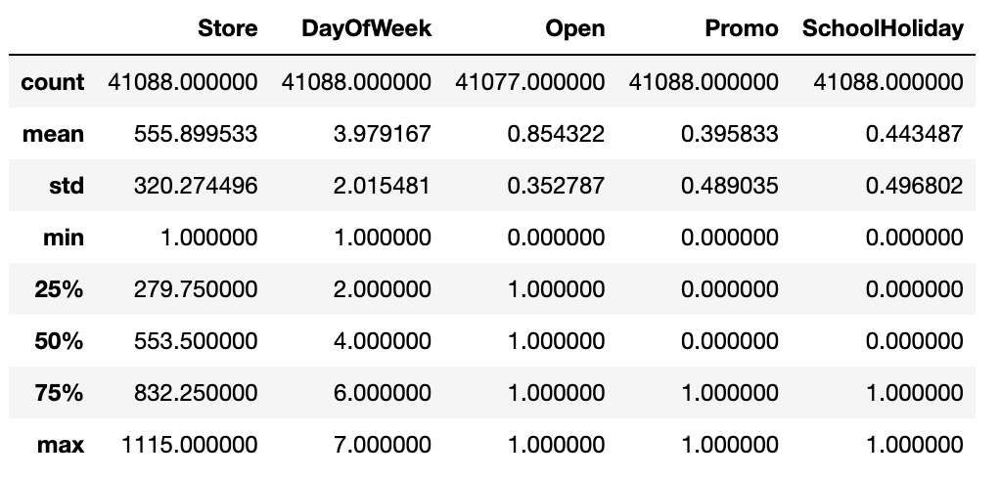 Store DayOfWeek Open Promo SchoolHoliday
count 41088.000000 41088.000000 41077.000000 41088.000000 41088.000000
mean 555.899533 3.979167 0.854322 0.395833 0.443487
std 320.274496 2.015481 0.352787 0.489035 0.496802
min 1.000000 1.000000 0.000000 0.000000 0.000000
25% 279.750000 2.000000 1.000000 0.000000 0.000000
50% 553.500000 4.000000 1.000000 0.000000 0.000000
75% 832.250000 6.000000 1.000000 1.000000 1.000000
max 1115.000000 7.000000 1.000000 1.000000 1.000000